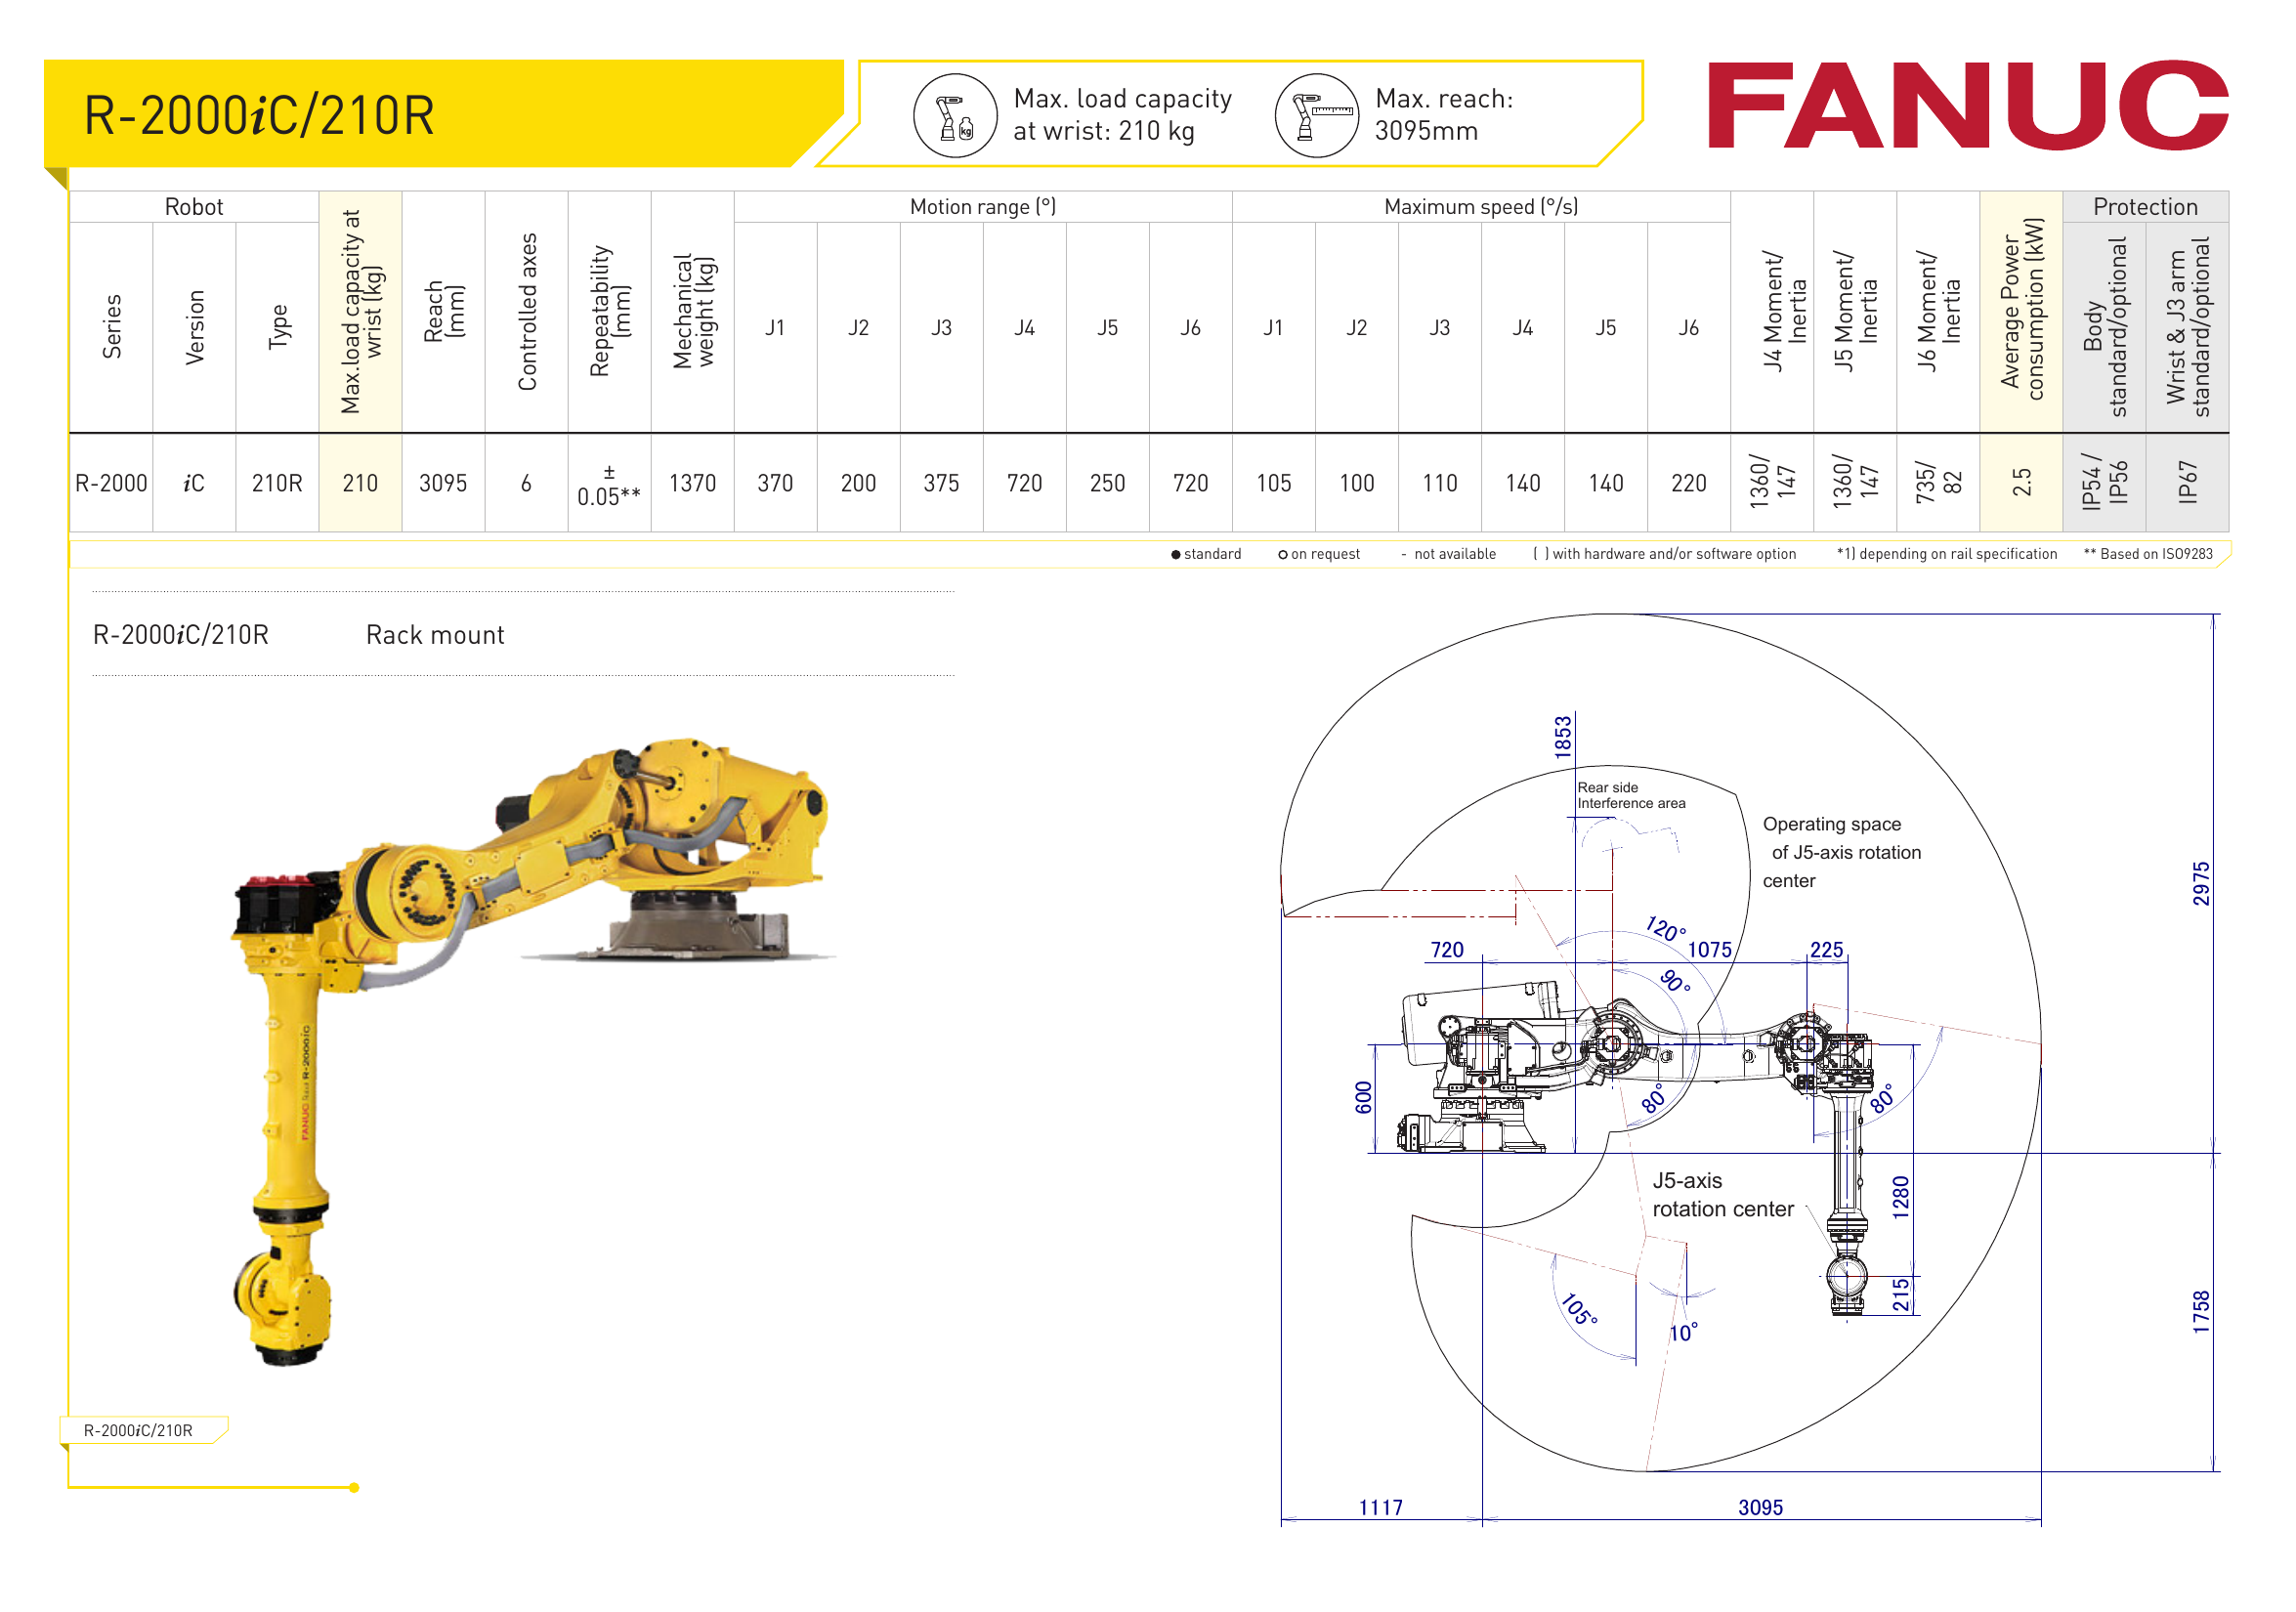 R-2000iC/210R
Max. load capacity
at wrist: 210 kg
Max. reach:
3095mm
FANUC
kg
Robot
Motion range (°)
Maximum speed (°/s)
Protection
Series
Version
Type
Max.load capacity at
wrist (kg)
Reach
(mm)
Controlled axes
Repeatability
(mm)
Mechanical
weight (kg)
J1
J2
J3
J4
J5
J6
J1
J2
J3
J4
J5
J6
J4 Moment/
Inertia
J5 Moment/
Inertia
J6 Moment/
Inertia
Average Power
consumption (kW)
Body
standard/optional
Wrist & J3 arm
standard/optional
R-2000
iC
210R
210
3095
6
±
0.05**
1370
370
200
375
720
250
720
105
100
110
140
140
220
1360/
147
1360/
147
735/
82
2.5
IP54 /
IP56
IP67
● standard ○ on request - not available ( ) with hardware and/or software option *1) depending on rail specification ** Based on ISO9283
R-2000iC/210R Rack mount
FANUC Robot R-2000iC
1853
Rear side
Interference area
Operating space
of J5-axis rotation
center
2975
120°
720
1075
225
90°
600
80°
80°
J5-axis
rotation center
1280
215
1758
105°
10°
1117
3095
R-2000iC/210R